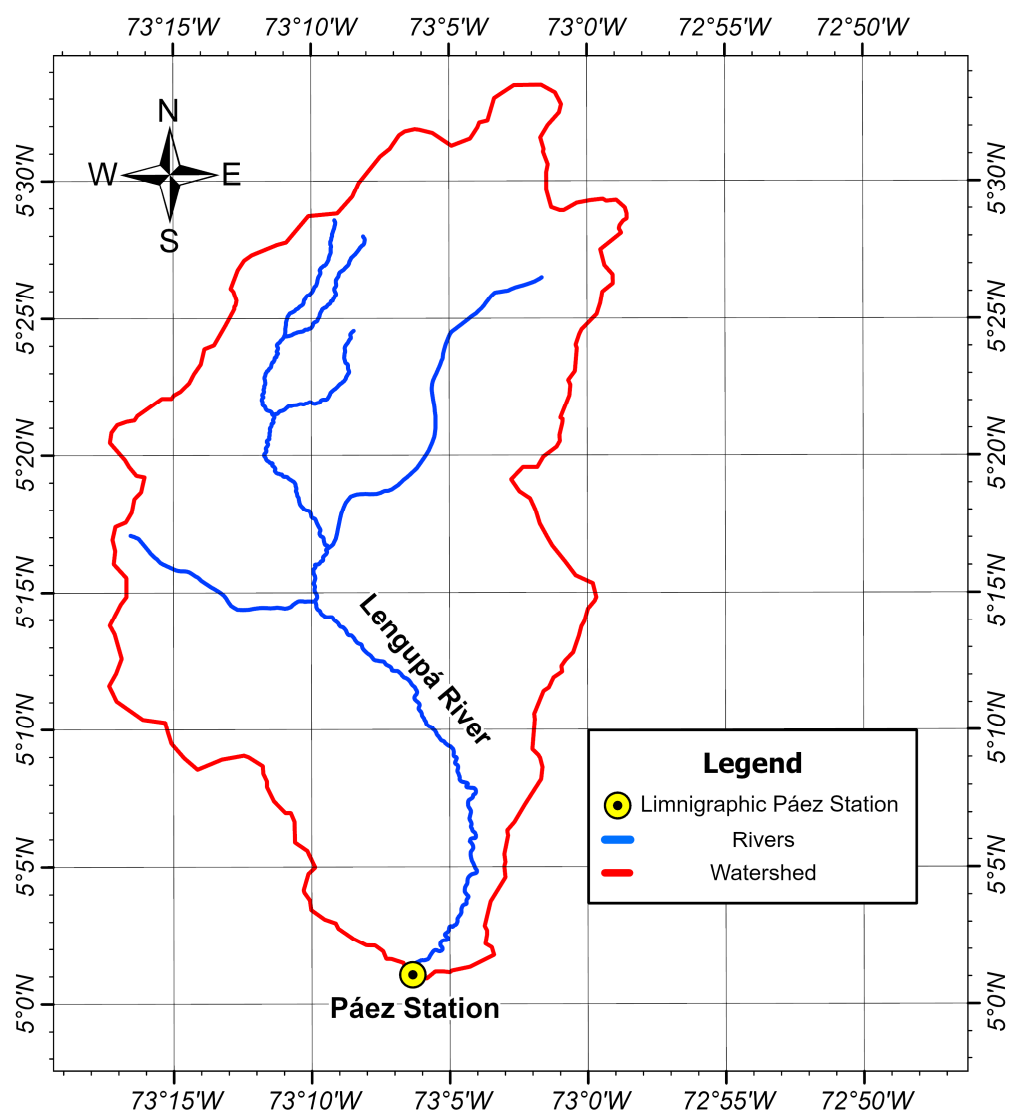 73°15'W 73°10'W 73°5'W 73°0'W 72°55'W 72°50'W
N
W E
S
5°30'N 5°30'N
5°25'N 5°25'N
5°20'N 5°20'N
5°15'N 5°15'N
Lengupá River
5°10'N 5°10'N
Legend
Limnigraphic Páez Station
Rivers
Watershed
5°5'N 5°5'N
5°0'N 5°0'N
Páez Station
73°15'W 73°10'W 73°5'W 73°0'W 72°55'W 72°50'W